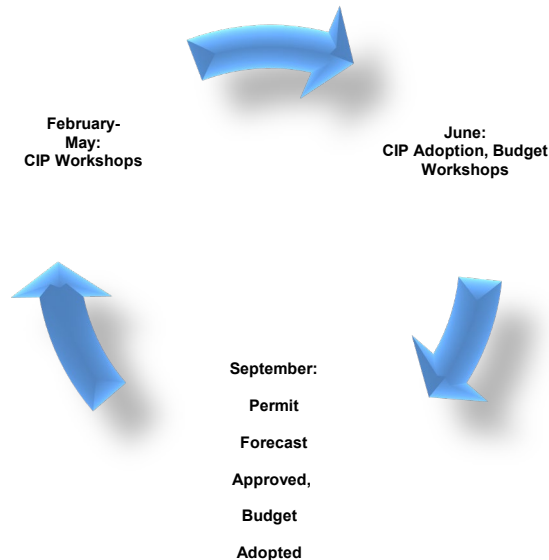 February-
May:
CIP Workshops
June:
CIP Adoption, Budget
Workshops
September:
Permit
Forecast
Approved,
Budget
Adopted